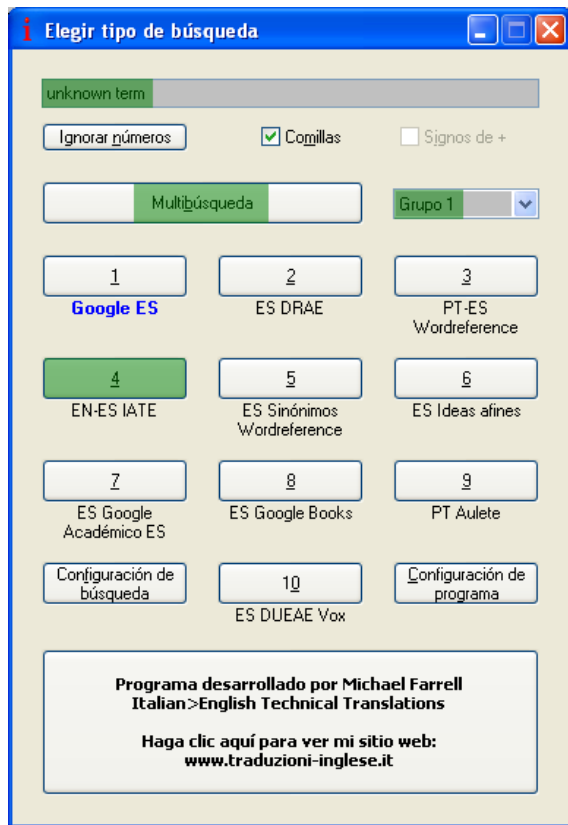 i Elegir tipo de búsqueda
unknown term
Ignorar números Comillas Signos de +
Multibúsqueda Grupo 1
1 2 3
Google ES ES DRAE PT-ES
Wordreference
4 5 6
EN-ES IATE ES Sinónimos
Wordreference ES Ideas afines
7 8 9
ES Google
Académico ES ES Google Books PT Aulete
Configuración de
búsqueda 10 Configuración de
programa
ES DUEAE Vox
Programa desarrollado por Michael Farrell
Italian>English Technical Translations
Haga clic aquí para ver mi sitio web:
www.traduzioni-inglese.it